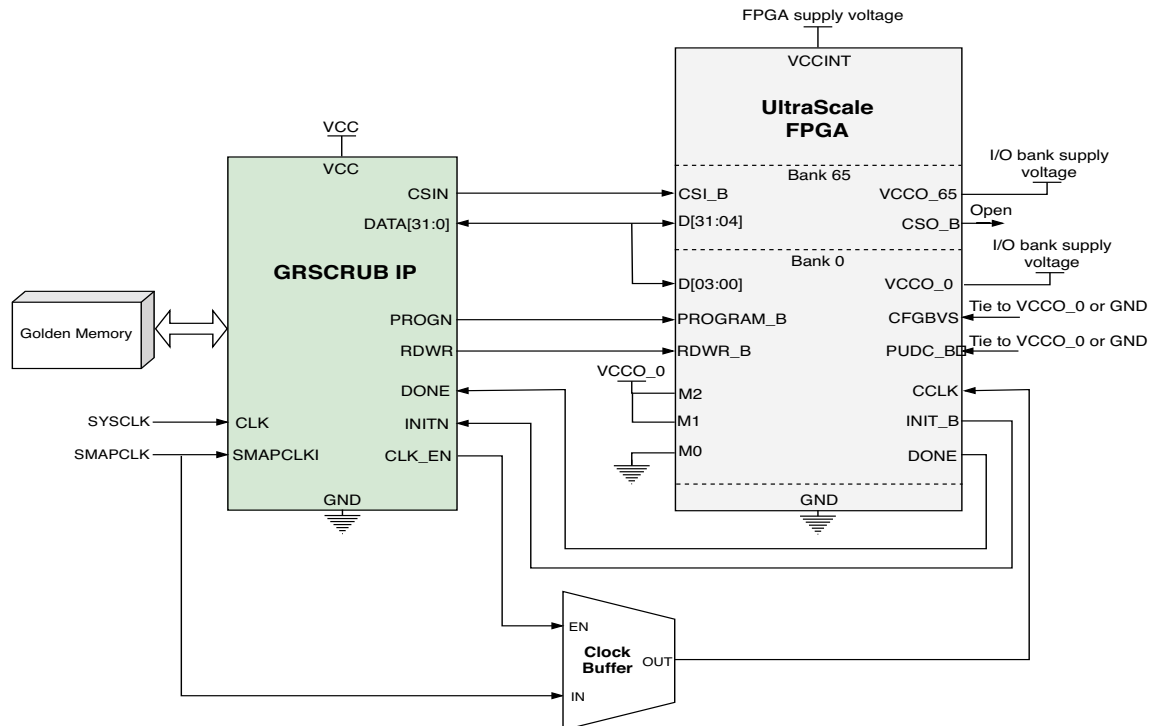 FPGA supply voltage
VCCINT
UltraScale
FPGA
VCC
VCC
Bank 65
I/O bank supply
voltage
CSIN
CSI_B
VCCO_65
DATA[31:0]
D[31:04]
CSO_B
Open
GRSCRUB IP
Bank 0
I/O bank supply
voltage
D[03:00]
VCCO_0
Golden Memory
PROGN
PROGRAM_B
CFGBVS
Tie to VCCO_0 or GND
RDWR
RDWR_B
PUDC_B
Tie to VCCO_0 or GND
VCCO_0
DONE
M2
CCLK
SYSCLK
CLK
INITN
M1
INIT_B
SMAPCLK
SMAPCLKI
CLK_EN
M0
DONE
GND
GND
EN
Clock
Buffer
OUT
IN